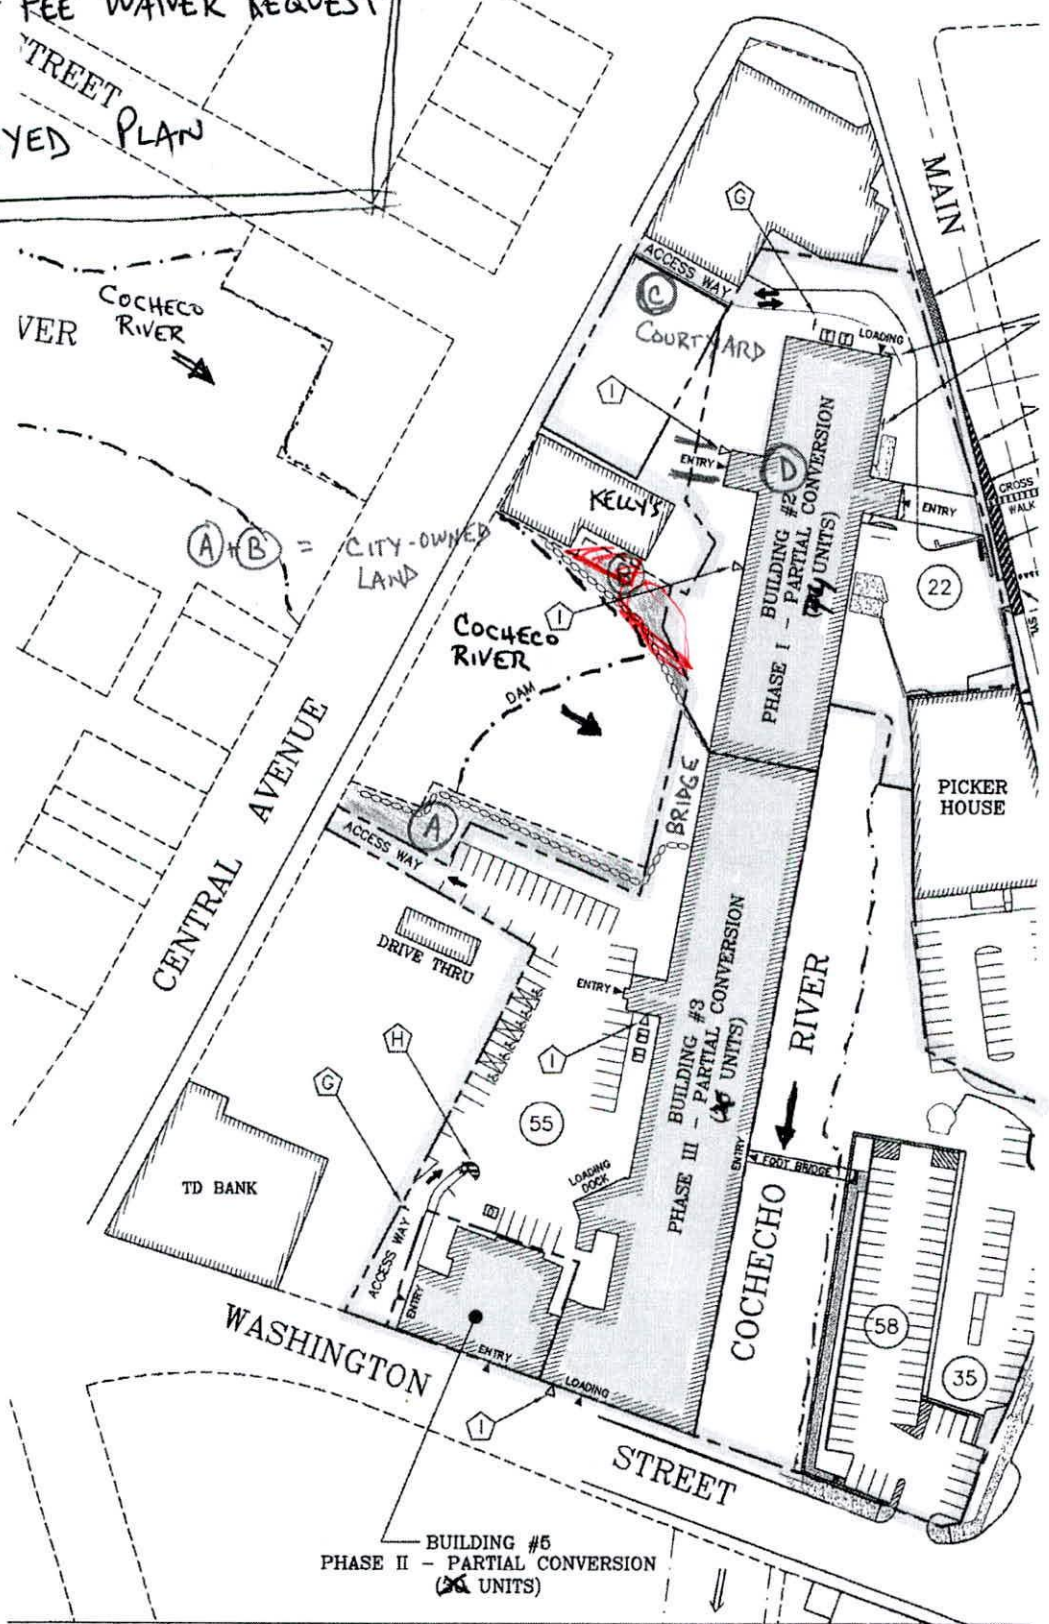 FEE WAIVER REQUEST
STREET
YED PLAN
MAIN
G
ACCESS WAY
COCHECO
RIVER
VER
C
COURTYARD
LOADING
I
ENTRY
D
BUILDING #2
PHASE I - PARTIAL CONVERSION
UNITS)
CROSS
WALK
ENTRY
KELLY'S
A + B = CITY-OWNED
LAND
B
22
I
COCHECO
RIVER
DAM
BRIDGE
PICKER
HOUSE
CENTRAL AVENUE
A
ACCESS WAY
DRIVE THRU
ENTRY
BUILDING #3
PHASE III - PARTIAL CONVERSION
UNITS)
RIVER
H
I
G
55
ENTRY
FOOT BRIDGE
LOADING
DOCK
TD BANK
ACCESS WAY
ENTRY
ENTRY
COCHECHO
58
35
WASHINGTON
LOADING
I
STREET
BUILDING #5
PHASE II - PARTIAL CONVERSION
UNITS)